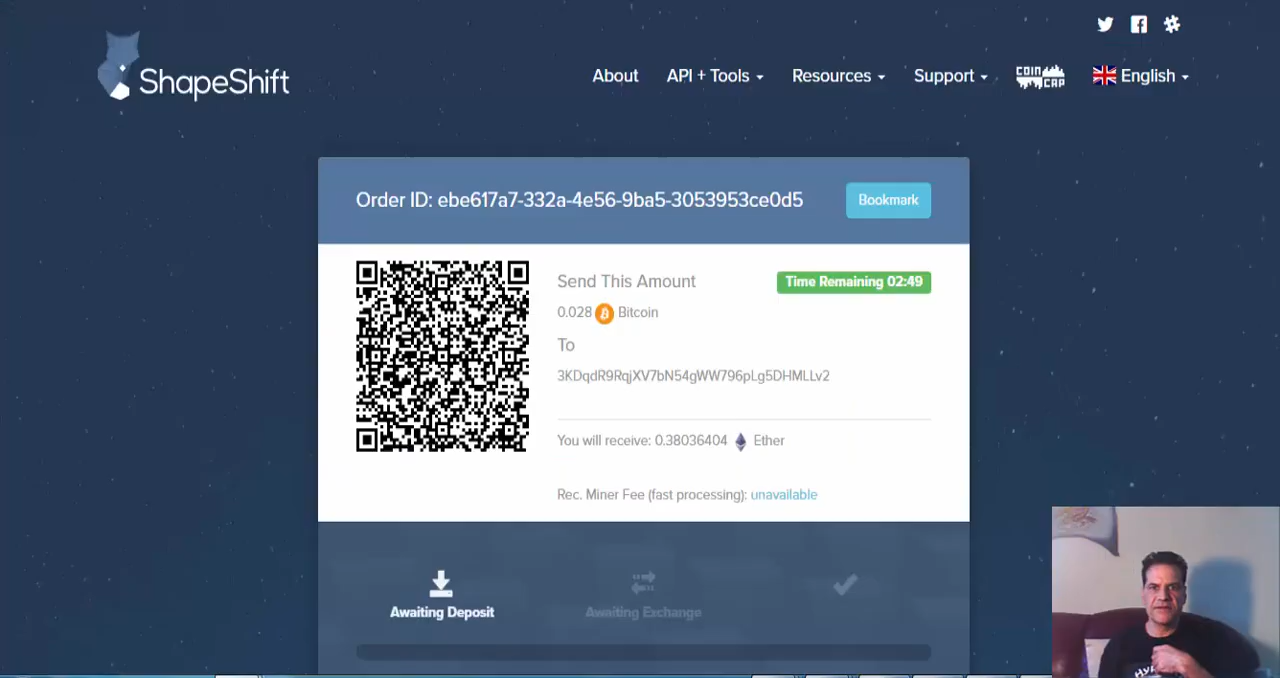 ShapeShift
About API + Tools Resources Support COIN CAP English
Order ID: ebe617a7-332a-4e56-9ba5-3053953ce0d5
Bookmark
Send This Amount
Time Remaining 02:49
0.028 Bitcoin
To
3KDqdR9RqjXV7bN54gWW796pLg5DHMLLv2
You will receive: 0.38036404 Ether
Rec. Miner Fee (fast processing): unavailable
Awaiting Deposit
Awaiting Exchange